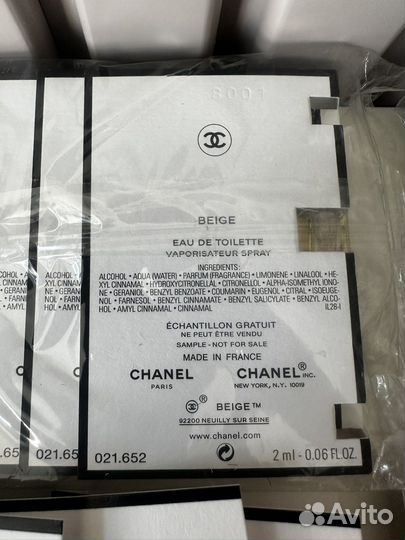 8001
BEIGE
EAU DE TOILETTE
VAPORISATEUR SPRAY
INGREDIENTS:
ALCOHOL • AQUA (WATER) • PARFUM (FRAGRANCE) • LIMONENE • LINALOOL • HE-
XYL CINNAMAL • HYDROXYCITRONELLAL • CITRONELLOL • ALPHA-ISOMETHYL IONO-
NE • GERANIOL • BENZYL BENZOATE • COUMARIN • EUGENOL • CITRAL • ISOEUGE-
NOL • FARNESOL • BENZYL CINNAMATE • BENZYL SALICYLATE • BENZYL ALCO-
HOL • AMYL CINNAMAL • CINNAMAL IL28-I
ÉCHANTILLON GRATUIT
NE PEUT ÊTRE VENDU
SAMPLE - NOT FOR SALE
MADE IN FRANCE
CHANEL CHANEL INC.
PARIS NEW YORK, N.Y. 10019
BEIGE™
92200 NEUILLY SUR SEINE
www.chanel.com
021.652 021.652 2 ml - 0.06 FL.OZ.
021.65
Avito